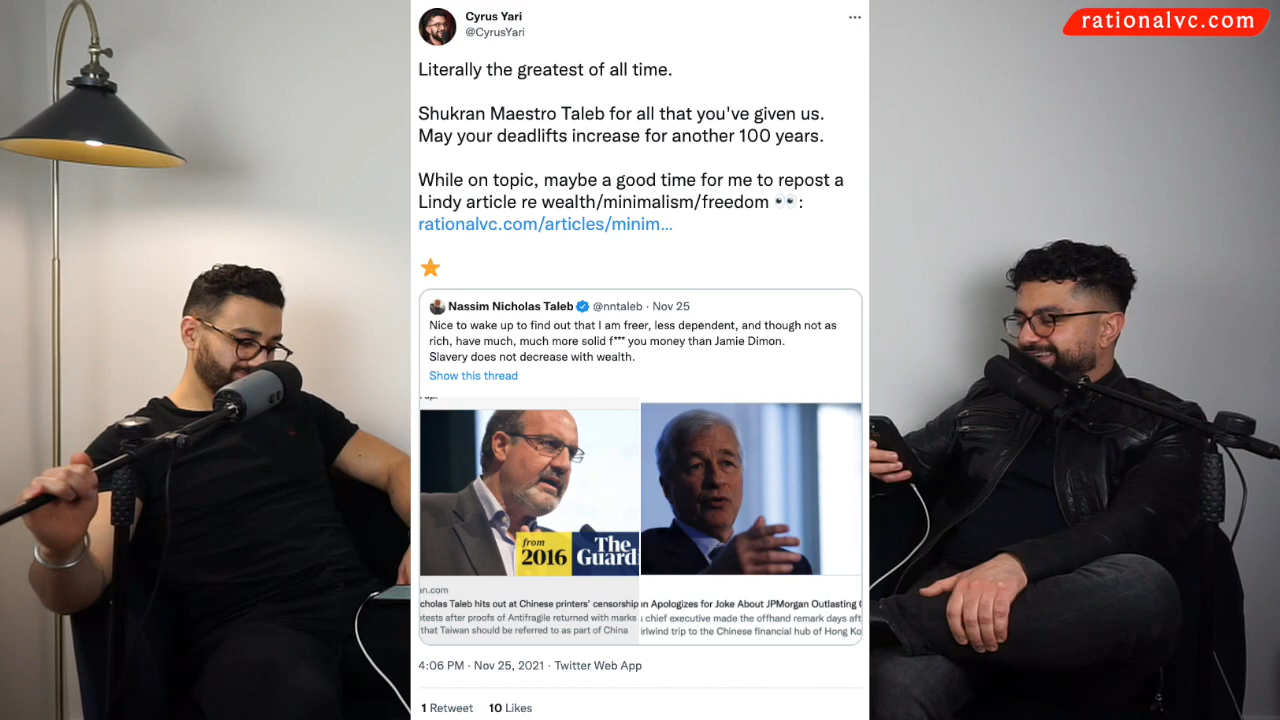 rationalvc.com
Cyrus Yari
@CyrusYari
Literally the greatest of all time.
Shukran Maestro Taleb for all that you've given us.
May your deadlifts increase for another 100 years.
While on topic, maybe a good time for me to repost a
Lindy article re wealth/minimalism/freedom 👀:
rationalvc.com/articles/minim...
Nassim Nicholas Taleb @nntaleb · Nov 25
Nice to wake up to find out that I am freer, less dependent, and though not as
rich, have much, much more solid f*** you money than Jamie Dimon.
Slavery does not decrease with wealth.
Show this thread
from
2016
The
Guardi
an.com
cholas Taleb hits out at Chinese printers' censorship
otests after proofs of Antifragile returned with marks
that Taiwan should be referred to as part of China
n Apologizes for Joke About JPMorgan Outlasting
chief executive made the offhand remark days aft
irlwind trip to the Chinese financial hub of Hong Ko
4:06 PM · Nov 25, 2021 · Twitter Web App
1 Retweet 10 Likes